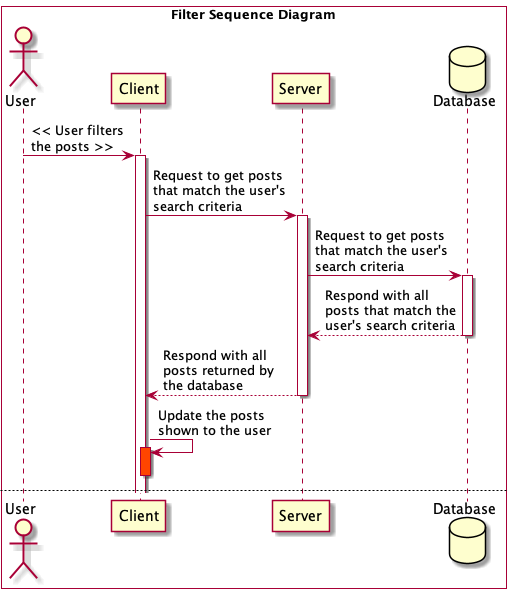 Filter Sequence Diagram
User
Client
Server
Database
<< User filters
the posts >>
Request to get posts
that match the user's
search criteria
Request to get posts
that match the user's
search criteria
Respond with all
posts that match the
user's search criteria
Respond with all
posts returned by
the database
Update the posts
shown to the user
User
Client
Server
Database